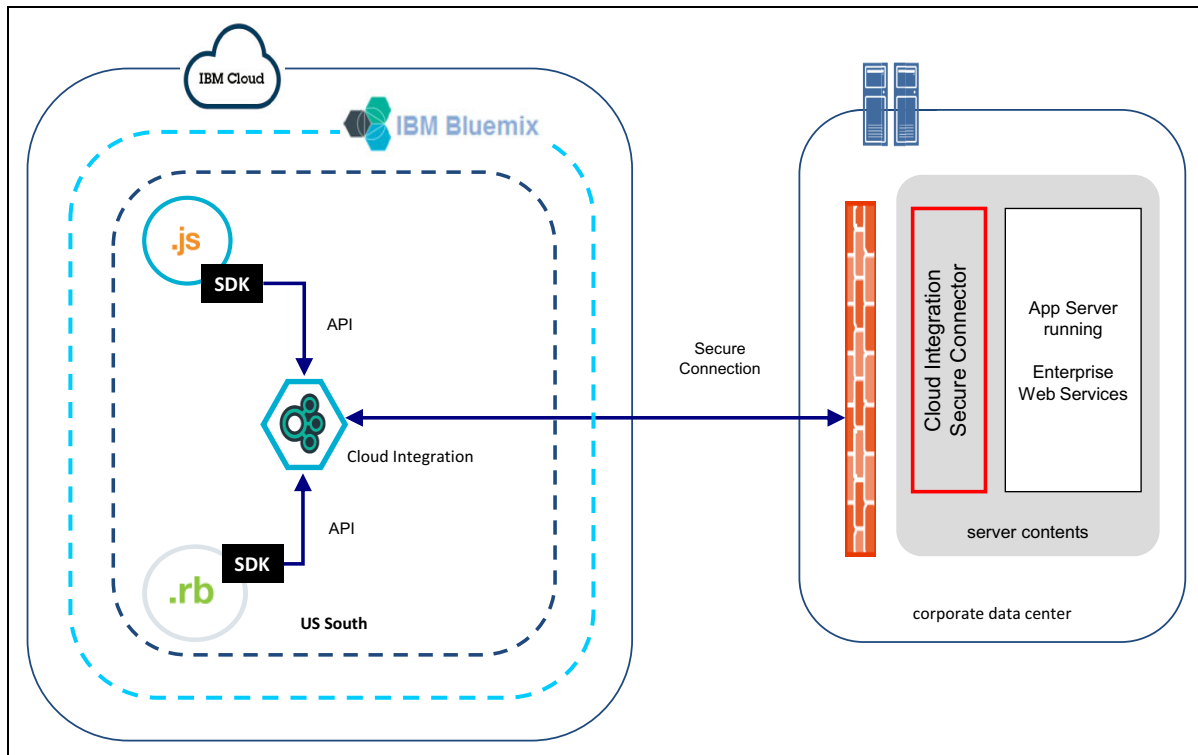 IBM Cloud
IBM Bluemix
.js
SDK
API
Cloud Integration
API
SDK
.rb
US South
Secure
Connection
Cloud Integration
Secure Connector
App Server
running
Enterprise
Web Services
server contents
corporate data center